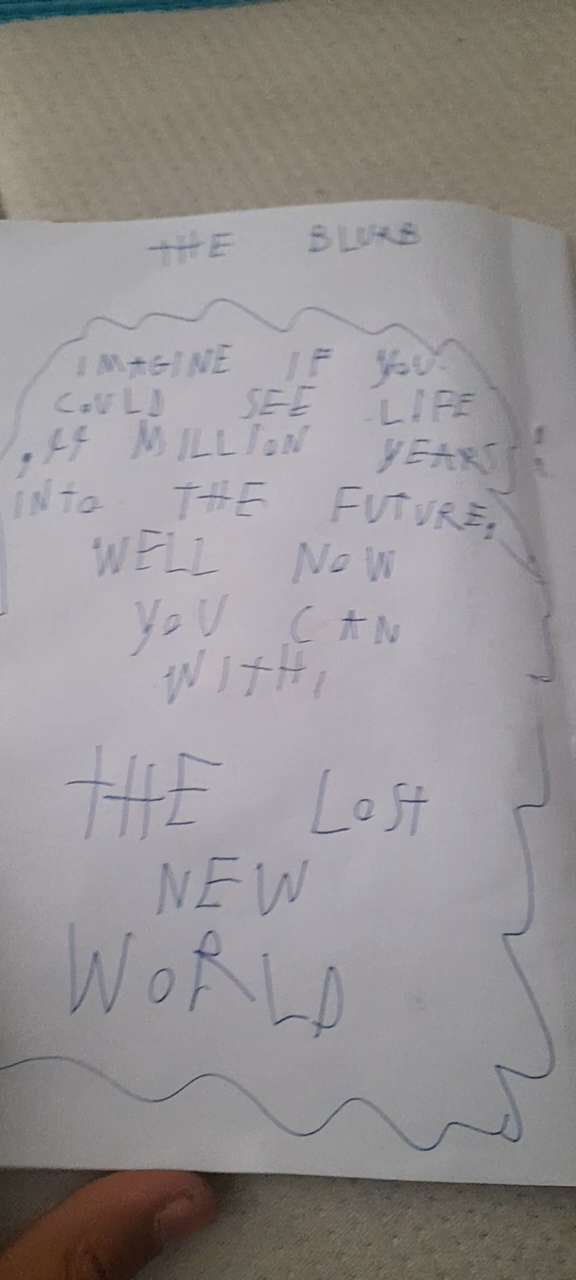 THE BLURB
IMAGINE IF YOU
COULD SEE LIFE
, 44 MILLION YEARS
INTO THE FUTURE,
WELL NOW
YOU CAN
WITH,
THE LOST
NEW
WORLD